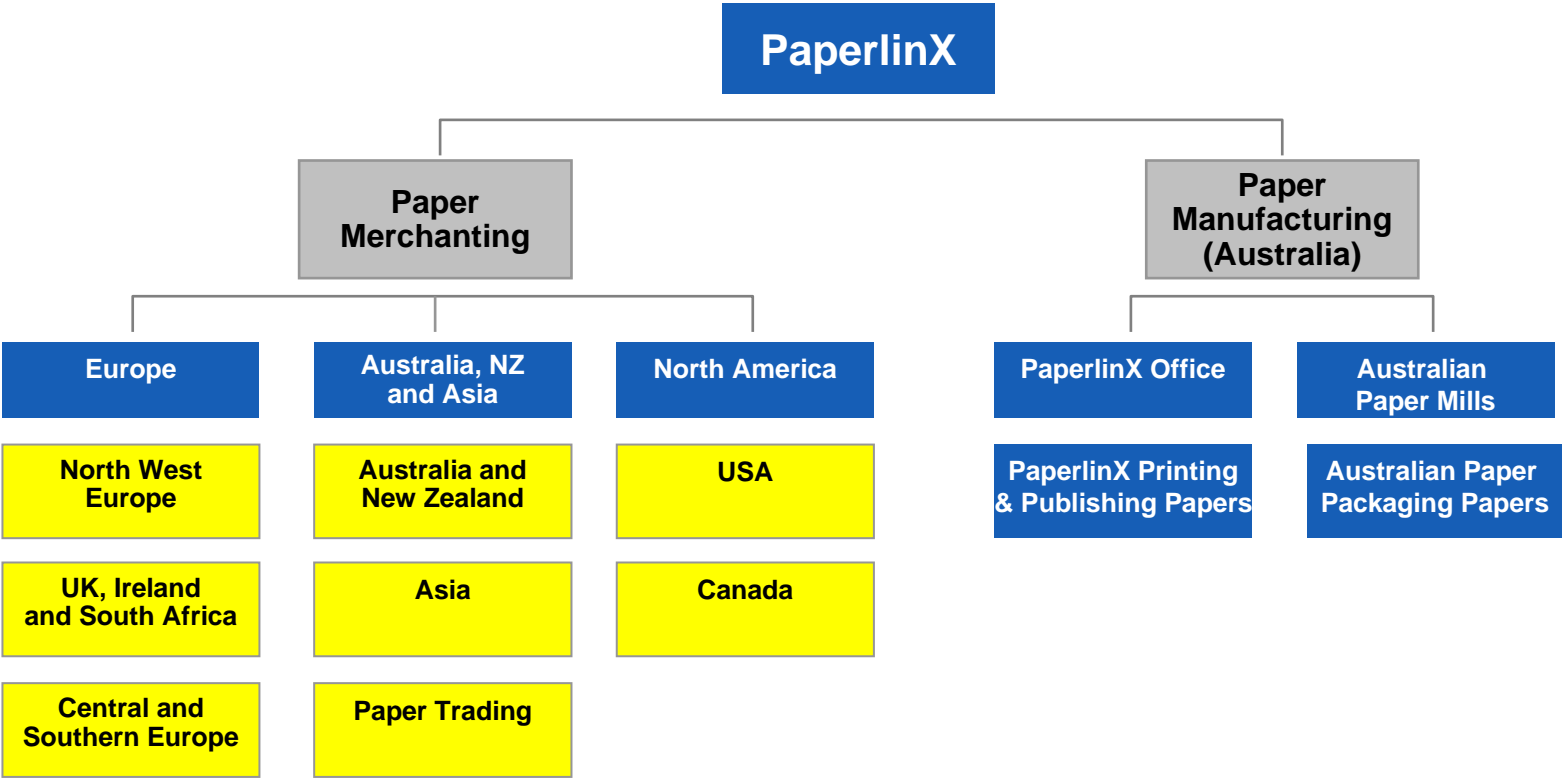 PaperlinX
Paper
Merchanting
Paper
Manufacturing
(Australia)
Europe
Australia, NZ
and Asia
North America
PaperlinX Office
Australian
Paper Mills
North West
Europe
Australia and
New Zealand
USA
PaperlinX Printing
& Publishing Papers
Australian Paper
Packaging Papers
UK, Ireland
and South Africa
Asia
Canada
Central and
Southern Europe
Paper Trading